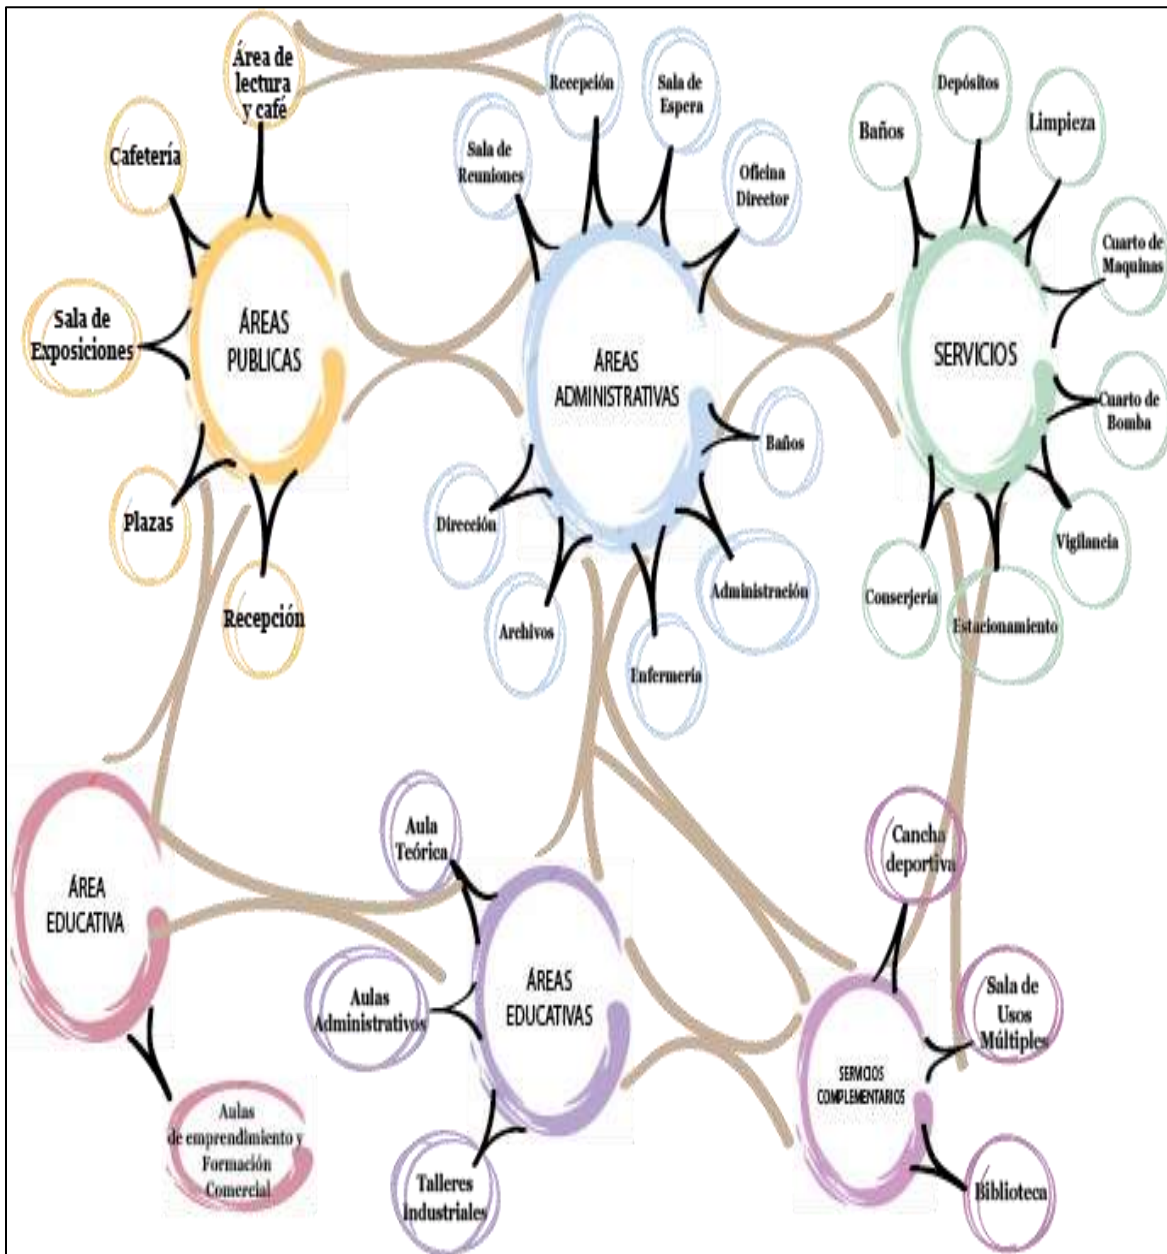 Área de
lectura
y café
Cafetería
Sala de
Exposiciones
ÁREAS
PUBLICAS
Plazas
Recepción
Recepción
Sala de
Espera
Sala de
Reuniones
Oficina
Director
ÁREAS
ADMINISTRATIVAS
Baños
Dirección
Archivos
Enfermería
Administración
Depósitos
Baños
Limpieza
Cuarto de
Maquinas
SERVICIOS
Cuarto de
Bomba
Vigilancia
Conserjería
Estacionamiento
ÁREA
EDUCATIVA
Aulas
de emprendimiento y
Formación
Comercial
Aula
Teórica
Aulas
Administrativos
ÁREAS
EDUCATIVAS
Talleres
Industriales
Cancha
deportiva
Sala de
Usos
Múltiples
SERVICIOS
COMPLEMENTARIOS
Biblioteca